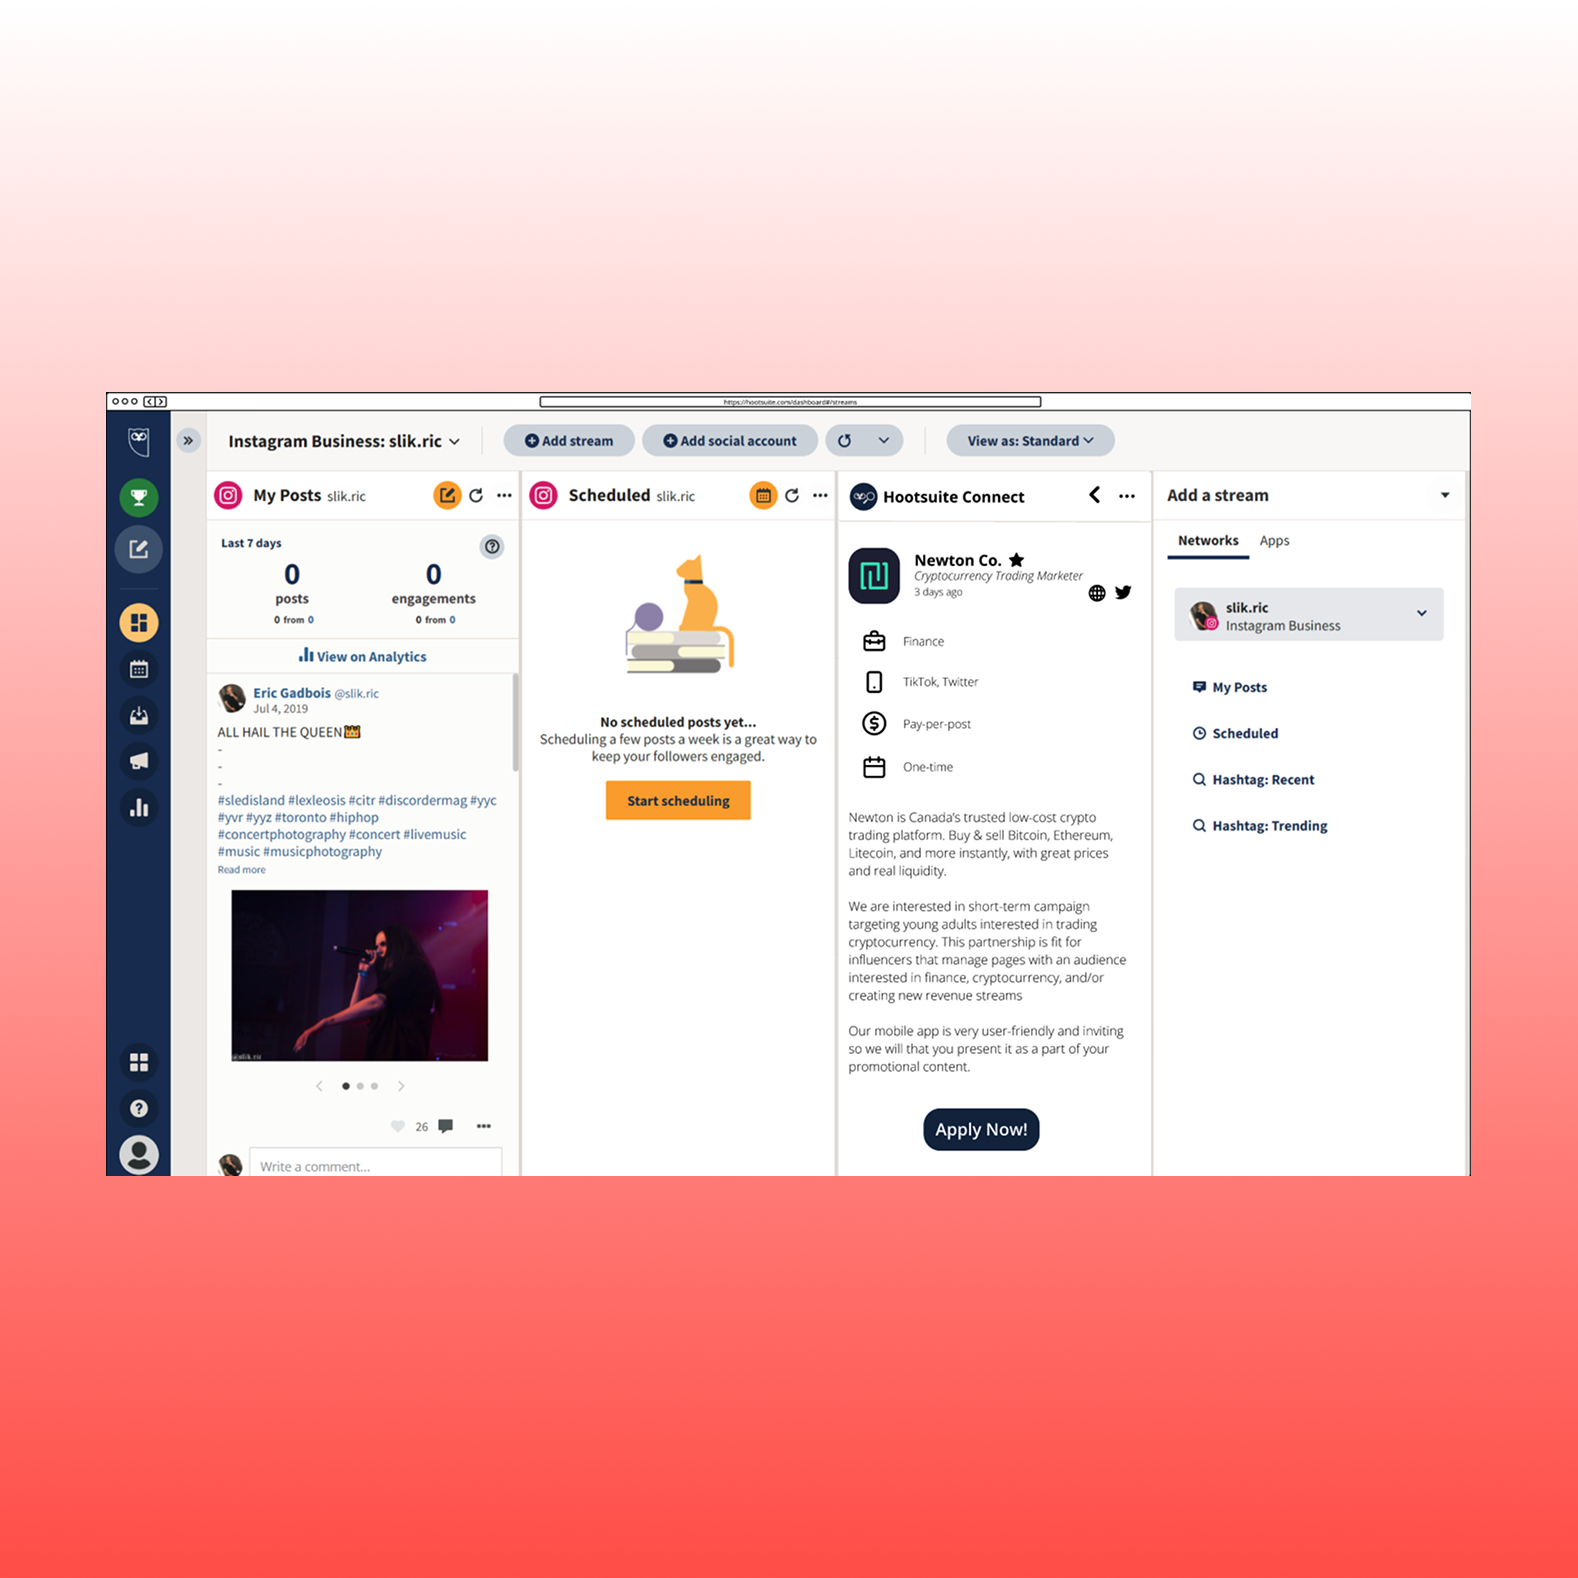 https://hootsuite.com/dashboard#/streams
Instagram Business: slik.ric
Add stream
Add social account
View as: Standard
My Posts slik.ric
Last 7 days
0
posts
0 from 0
0
engagements
0 from 0
View on Analytics
Eric Gadbois @slik.ric
Jul 4, 2019
ALL HAIL THE QUEEN
-
-
-
#sledisland #lexleosis #citr #discordermag #yyc
#yvr #yyz #toronto #hiphop
#concertphotography #concert #livemusic
#music #musicphotography
Read more
@slik.ric
26
Write a comment...
Scheduled slik.ric
No scheduled posts yet...
Scheduling a few posts a week is a great way to
keep your followers engaged.
Start scheduling
Hootsuite Connect
Newton Co.
Cryptocurrency Trading Marketer
3 days ago
Finance
TikTok, Twitter
Pay-per-post
One-time
Newton is Canada's trusted low-cost crypto
trading platform. Buy & sell Bitcoin, Ethereum,
Litecoin, and more instantly, with great prices
and real liquidity.
We are interested in short-term campaign
targeting young adults interested in trading
cryptocurrency. This partnership is fit for
influencers that manage pages with an audience
interested in finance, cryptocurrency, and/or
creating new revenue streams
Our mobile app is very user-friendly and inviting
so we will that you present it as a part of your
promotional content.
Apply Now!
Add a stream
Networks
Apps
slik.ric
Instagram Business
My Posts
Scheduled
Hashtag: Recent
Hashtag: Trending